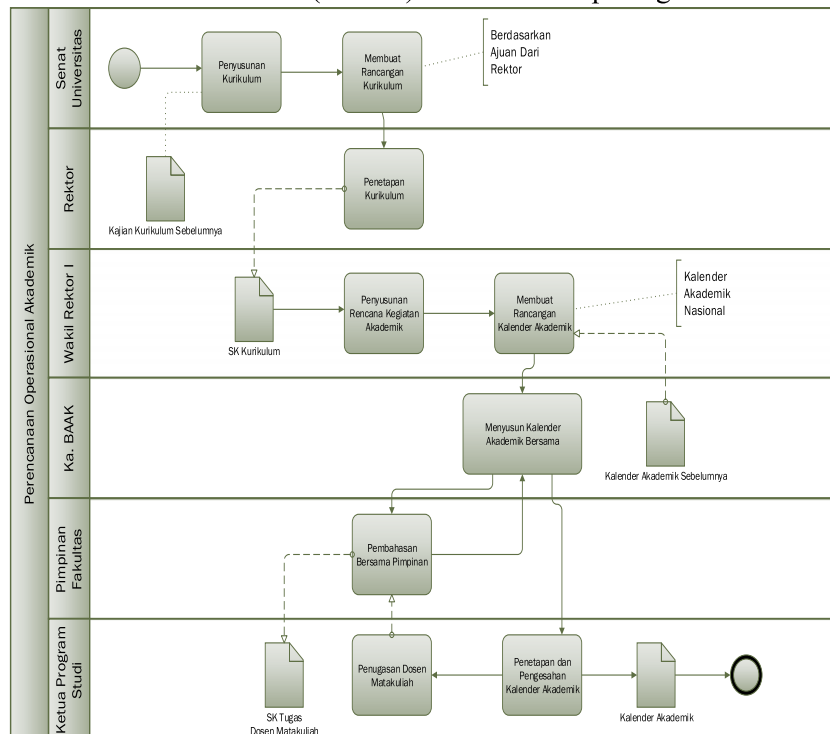 Perencanaan Operasional Akademik
Senat
Universitas
Penyusunan
Kurikulum
Membuat
Rancangan
Kurikulum
Berdasarkan
Ajuan Dari
Rektor
Rektor
Kajian Kurikulum Sebelumnya
Penetapan
Kurikulum
Wakil Rektor I
SK Kurikulum
Penyusunan
Rencana Kegiatan
Akademik
Membuat
Rancangan
Kalender Akademik
Kalender
Akademik
Nasional
Ka. BAAK
Menyusun Kalender
Akademik Bersama
Kalender Akademik Sebelumnya
Pimpinan
Fakultas
Pembahasan
Bersama Pimpinan
Ketua Program
Studi
SK Tugas
Dosen Matakuliah
Penugasan Dosen
Matakuliah
Penetapan dan
Pengesahan
Kalender Akademik
Kalender Akademik